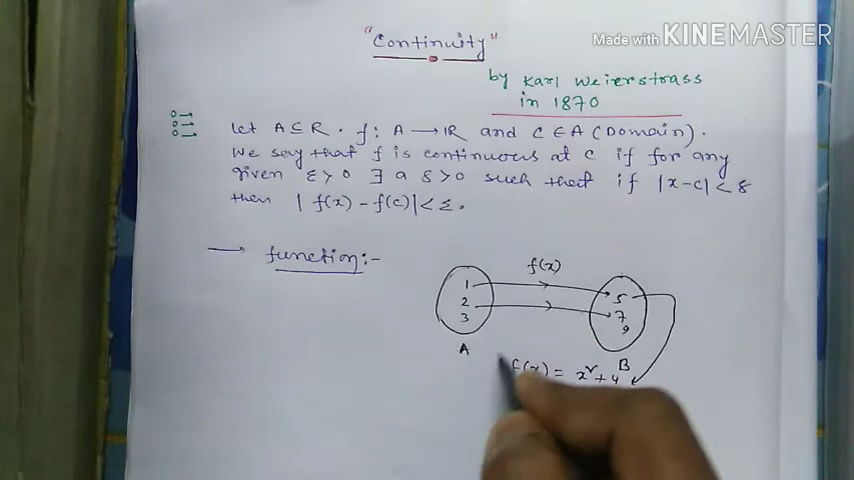 Made with KINEMASTER
"Continuity"
by Karl Weierstrass
in 1870
Let A ⊆ R. f: A → IR and C ∈ A (Domain).
We say that f is continuous at c if for any
given ε > 0 ∃ a δ > 0 such that if |x-c| < δ
then | f(x) - f(c)| < ε.
→ function:-
f(x)
1
2
3
5
7
9
A
B
f(x) = x² + 4